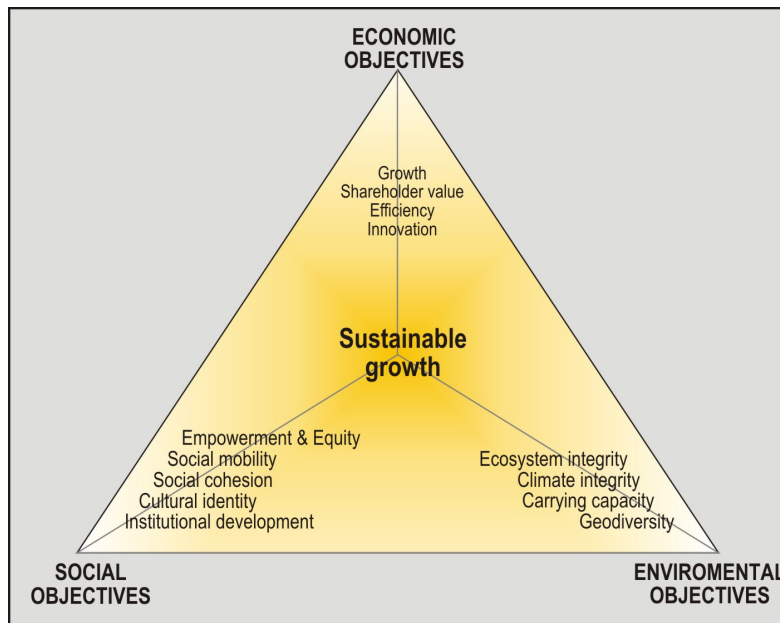 ECONOMIC
OBJECTIVES
Growth
Shareholder value
Efficiency
Innovation
Sustainable
growth
Empowerment & Equity
Social mobility
Social cohesion
Cultural identity
Institutional development
Ecosystem integrity
Climate integrity
Carrying capacity
Geodiversity
SOCIAL
OBJECTIVES
ENVIROMENTAL
OBJECTIVES